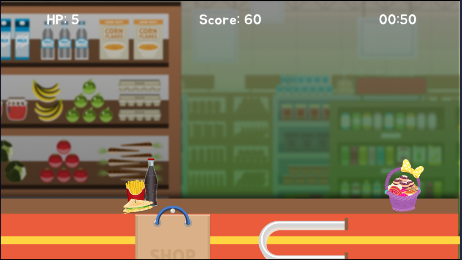 HP: 5
Score: 60
00:50
CORN FLAKES
CORN FLAKES
SHOP